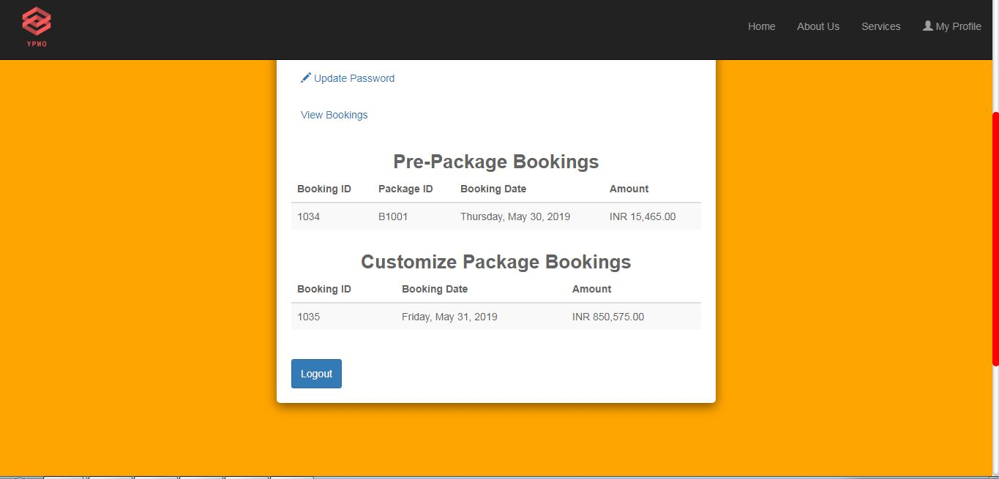 YPWO
Home About Us Services My Profile
Update Password
View Bookings
Pre-Package Bookings
Booking ID Package ID Booking Date Amount
1034 B1001 Thursday, May 30, 2019 INR 15,465.00
Customize Package Bookings
Booking ID Booking Date Amount
1035 Friday, May 31, 2019 INR 850,575.00
Logout